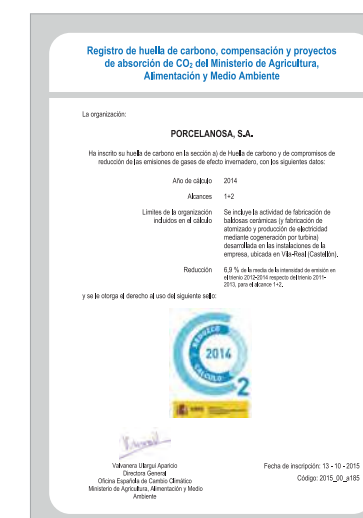 Registro de huella de carbono, compensación y proyectos
de absorción de CO₂ del Ministerio de Agricultura,
Alimentación y Medio Ambiente
La organización:
PORCELANOSA, S.A.
Ha inscrito su huella de carbono en la sección a) de Huella de carbono y de compromisos de
reducción de las emisiones de gases de efecto invernadero, con los siguientes datos:
Año de cálculo 2014
Alcances 1+2
Límites de la organización Se incluye la actividad de fabricación de
incluidos en el cálculo baldosas cerámicas (y fabricación de
atomizado y producción de electricidad
mediante cogeneración por turbina)
desarrollada en las instalaciones de la
empresa, ubicada en Vila-Real (Castellón).
Reducción 6,9 % de la media de la intensidad de emisión en
el trienio 2012-2014 respecto del trienio 2011-
2013, para el alcance 1+2.
y se le otorga el derecho al uso del siguiente sello:
REDUZCO
2014
CALCULO
2
Valvanera Ulargui Aparicio
Directora General
Oficina Española de Cambio Climático
Ministerio de Agricultura, Alimentación y Medio
Ambiente
Fecha de inscripción: 13 - 10 - 2015
Código: 2015_00_a185